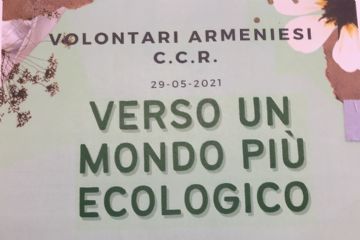 VOLONTARI ARMENIESI
C.C.R.
29-05-2021
VERSO UN
MONDO PIÙ
ECOLOGICO